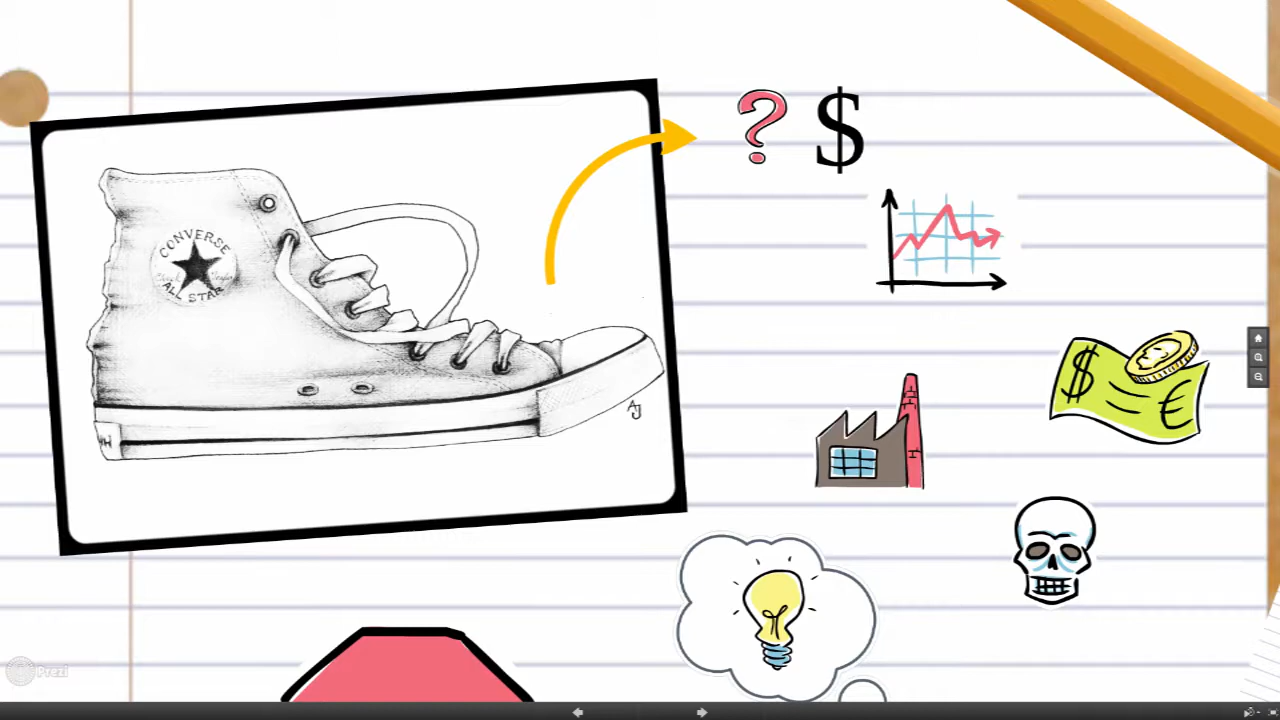 CONVERSE
ALL STAR
AJ
? $
$ €
Prezi